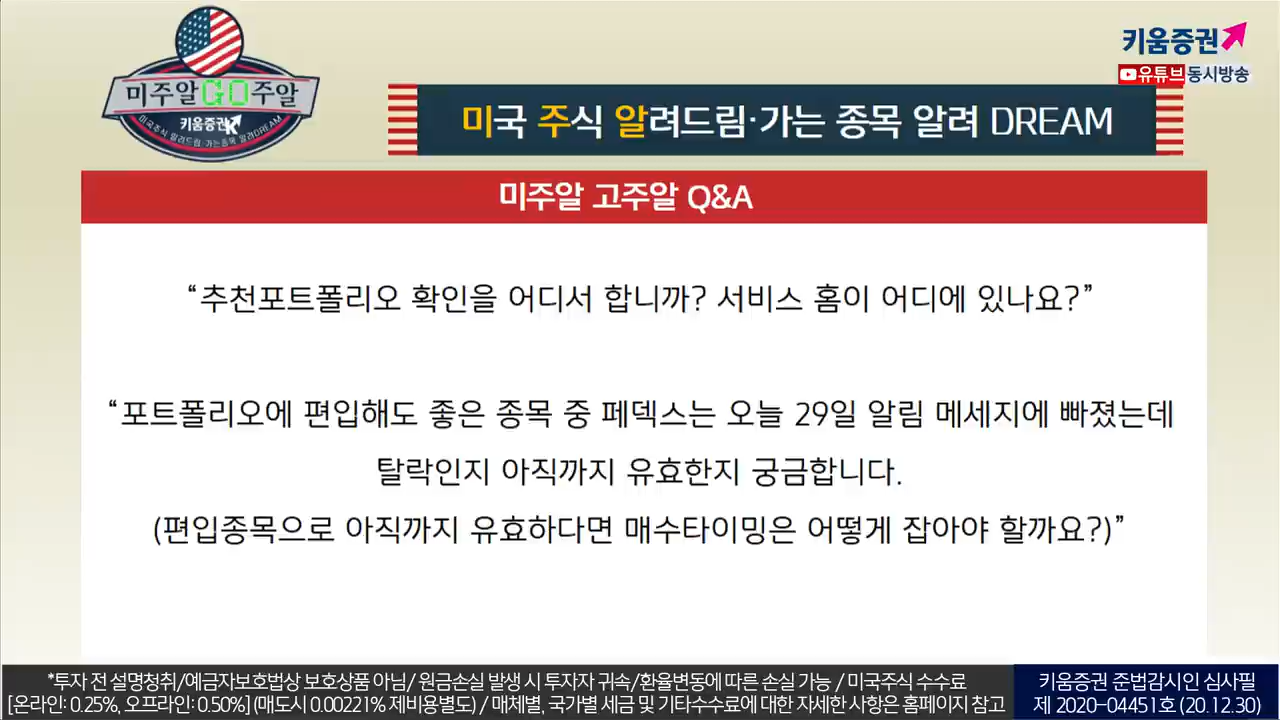 미주알GO주알
키움증권
미국주식 알려드림·가는종목 알려DREAM
키움증권
유튜브동시방송
미국 주식 알려드림·가는 종목 알려 DREAM
미주알 고주알 Q&A
“추천포트폴리오 확인을 어디서 합니까? 서비스 홈이 어디에 있나요?”
“포트폴리오에 편입해도 좋은 종목 중 페덱스는 오늘 29일 알림 메세지에 빠졌는데
탈락인지 아직까지 유효한지 궁금합니다.
(편입종목으로 아직까지 유효하다면 매수타이밍은 어떻게 잡아야 할까요?)”
*투자 전 설명청취/예금자보호법상 보호상품 아님/ 원금손실 발생 시 투자자 귀속/환율변동에 따른 손실 가능 / 미국주식 수수료
[온라인: 0.25%, 오프라인: 0.50%] (매도시 0.00221% 제비용별도) / 매체별, 국가별 세금 및 기타수수료에 대한 자세한 사항은 홈페이지 참고
키움증권 준법감시인 심사필
제 2020-04451호 (20.12.30)